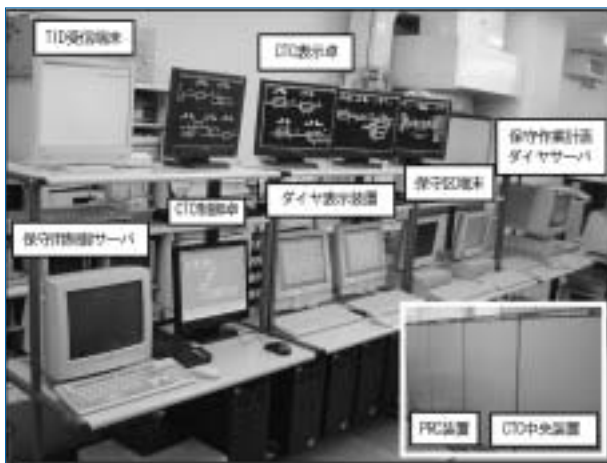 TID受信端末
CTC表示卓
保守作業計画
ダイヤサーバ
保守区端末
ダイヤ表示装置
CTC制御卓
保守用制御サーバ
PRC装置
CTC中央装置